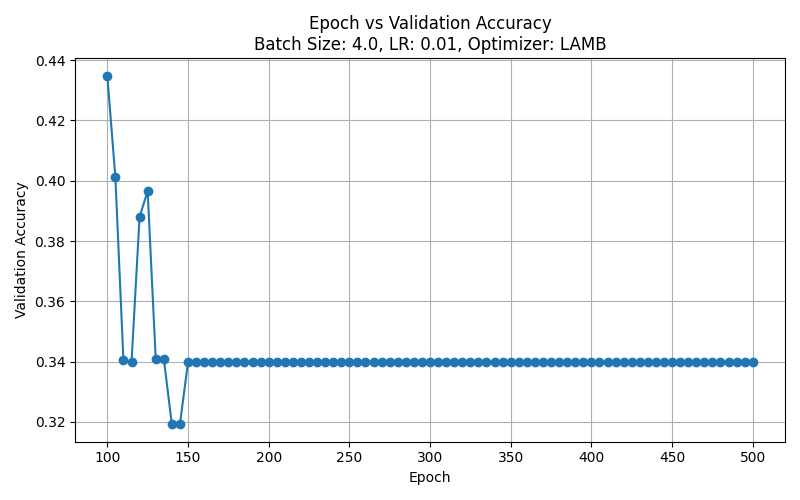 Epoch vs Validation Accuracy
Batch Size: 4.0, LR: 0.01, Optimizer: LAMB
Validation Accuracy
0.44
0.42
0.40
0.38
0.36
0.34
0.32
100 150 200 250 300 350 400 450 500
Epoch